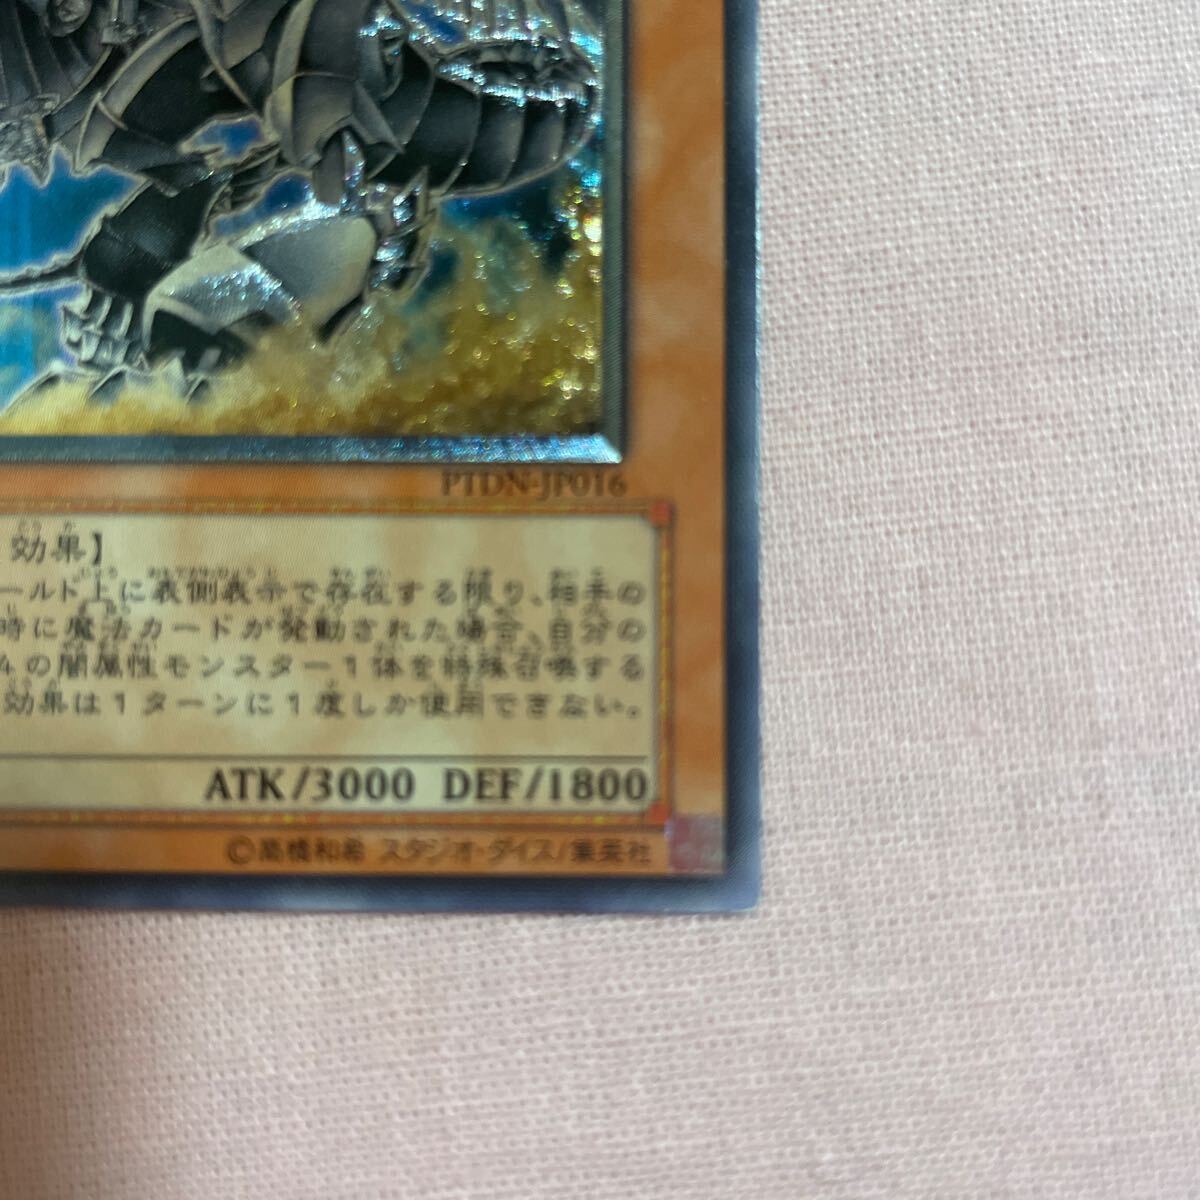 PTDN-JP016
効果】
ールド上に表側表示で存在する限り、相手の
時に魔法カードが発動された場合、自分の
4の闇属性モンスター1体を特殊召喚する
効果は1ターンに1度しか使用できない。
ATK/3000 DEF/1800
©高橋和希 スタジオ・ダイス/集英社